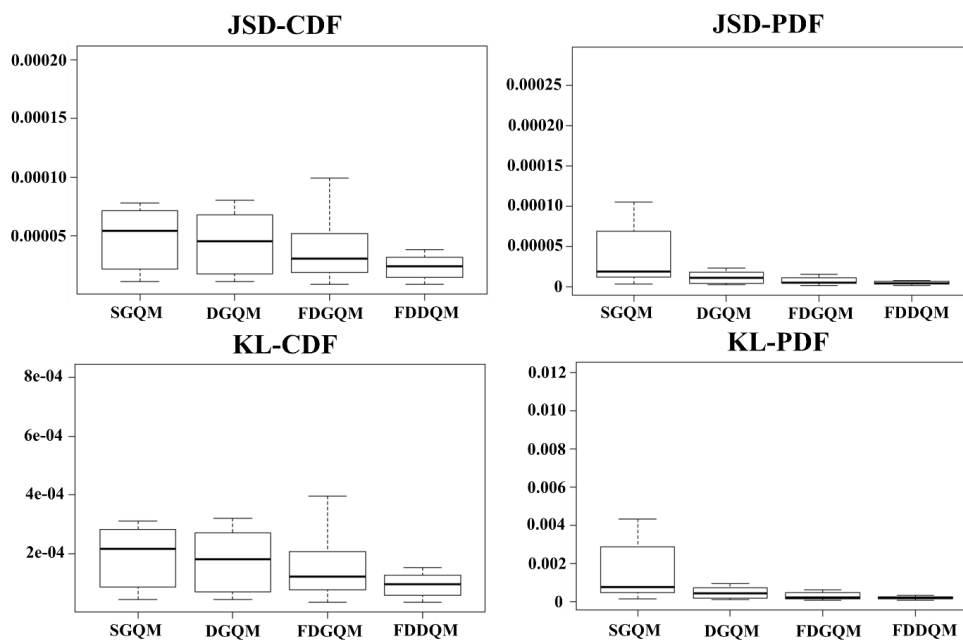 JSD-CDF
0.00020
0.00015
0.00010
0.00005
SGQM DGQM FDGQM FDDQM
JSD-PDF
0.00025
0.00020
0.00015
0.00010
0.00005
0
SGQM DGQM FDGQM FDDQM
KL-CDF
8e-04
6e-04
4e-04
2e-04
SGQM DGQM FDGQM FDDQM
KL-PDF
0.012
0.010
0.008
0.006
0.004
0.002
0
SGQM DGQM FDGQM FDDQM